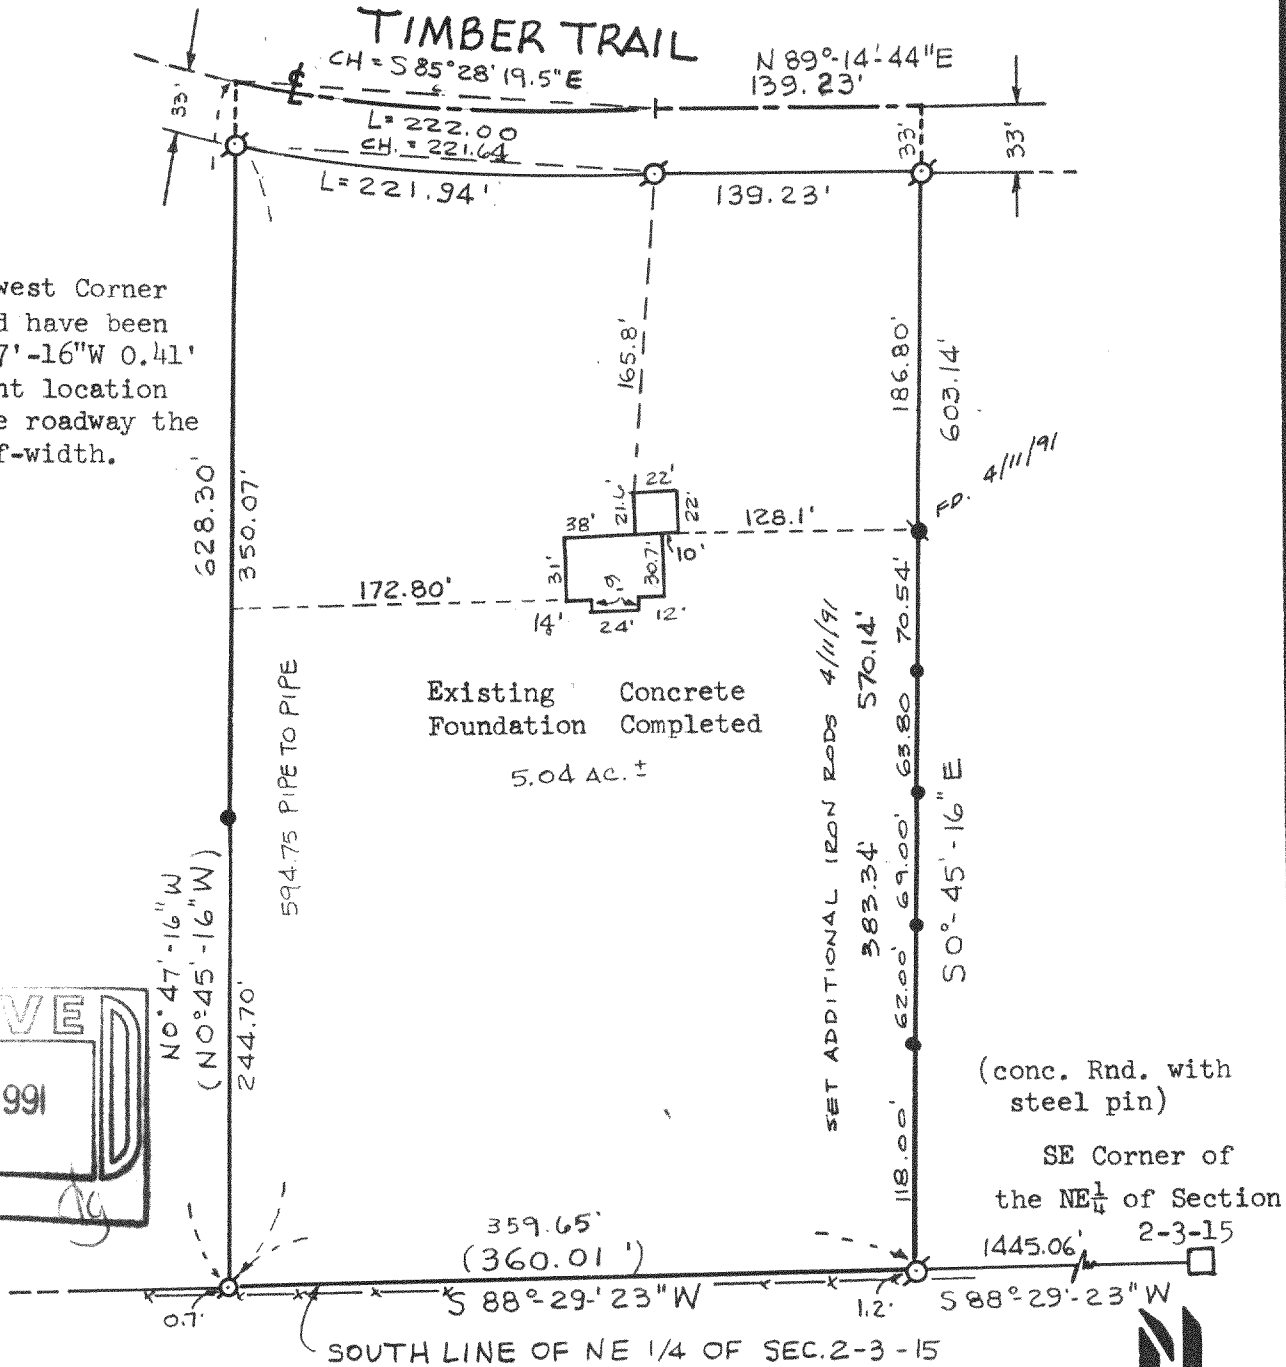 TIMBER TRAIL
CH = S 85°28'19.5"E
N 89°-14'-44"E
139.23'
33'
℄
L= 222.00
CH. = 221.64
L= 221.94'
139.23'
33'
33'
west Corner
d have been
7'-16"W 0.41'
nt location
e roadway the
f-width.
165.8'
186.80'
603.14'
628.30'
350.07'
FD. 4/11/91
22'
21.6'
22'
38'
128.1'
10'
31'
30.7'
172.80'
6'
14'
24'
12'
70.54'
594.75 PIPE TO PIPE
Existing Concrete
Foundation Completed
5.04 AC.±
SET ADDITIONAL IRON RODS 4/11/91
570.14'
63.80
383.34'
69.00'
S 0°-45'-16"E
62.00'
N 0°47'-16"W
(N 0°-45'-16"W)
244.70'
VED
991
118.00'
(conc. Rnd. with
steel pin)
SE Corner of
the NE¼ of Section
2-3-15
359.65'
(360.01')
1445.06'
S 88°-29'-23"W
S 88°-29'-23"W
0.7'
1.2'
SOUTH LINE OF NE 1/4 OF SEC.2-3-15